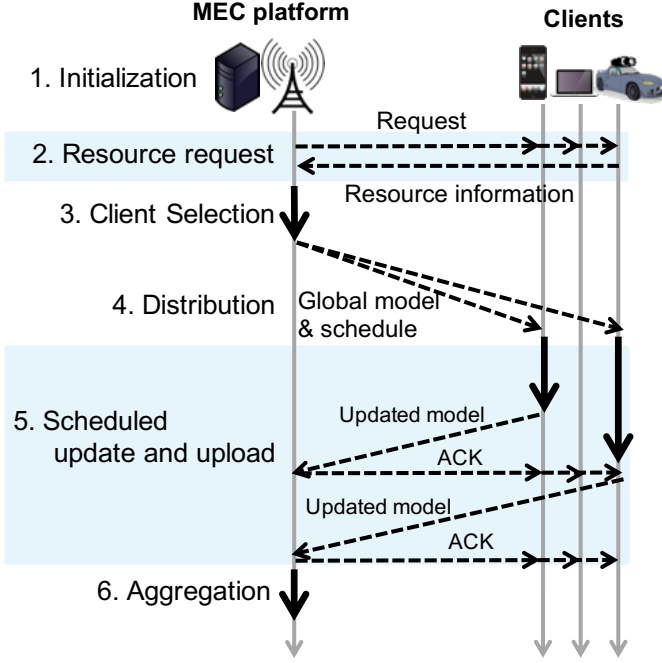 MEC platform
Clients
1. Initialization
Request
2. Resource request
Resource information
3. Client Selection
4. Distribution
Global model
& schedule
Updated model
5. Scheduled
update and upload
ACK
Updated model
ACK
6. Aggregation